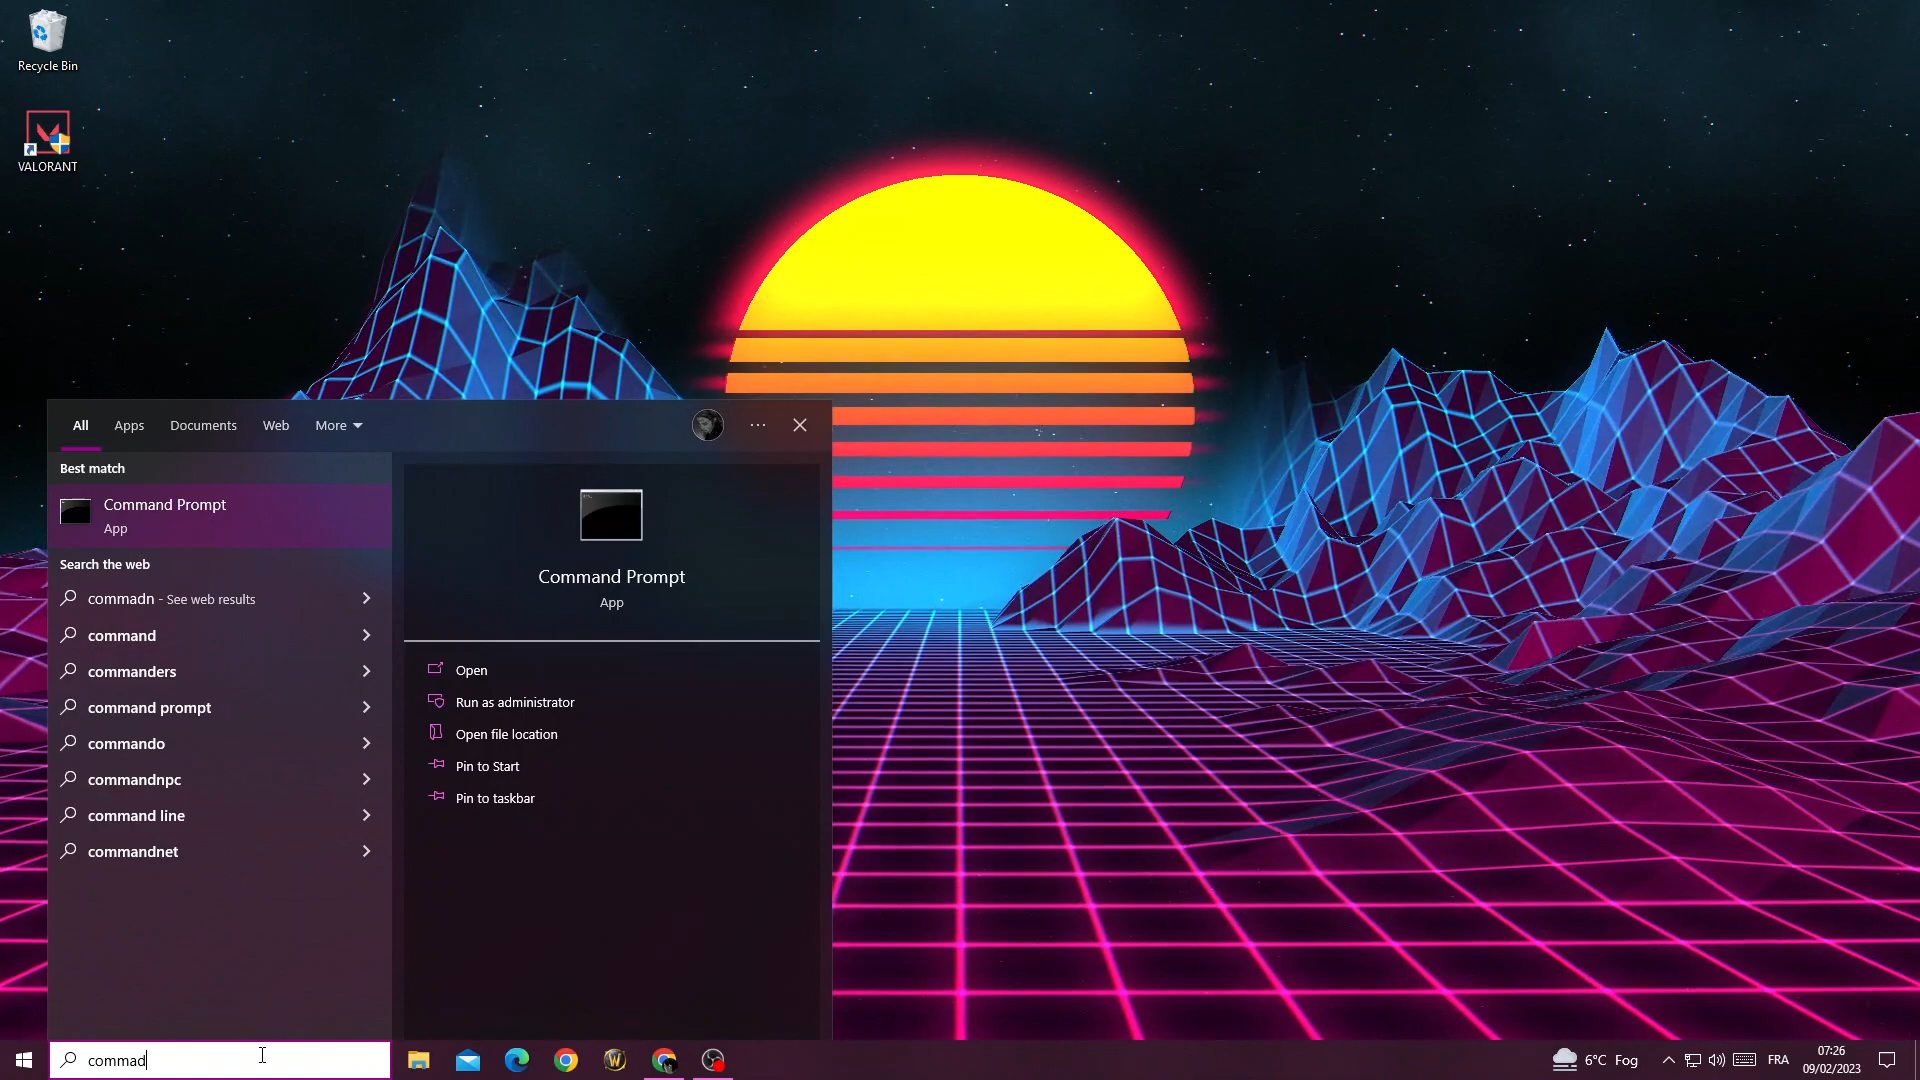 Recycle Bin
VALORANT
All Apps Documents Web More
Best match
Command Prompt
App
Search the web
commadn - See web results
command
commanders
command prompt
commando
commandnpc
command line
commandnet
Command Prompt
App
Open
Run as administrator
Open file location
Pin to Start
Pin to taskbar
commad
6°C Fog
FRA
07:26
09/02/2023